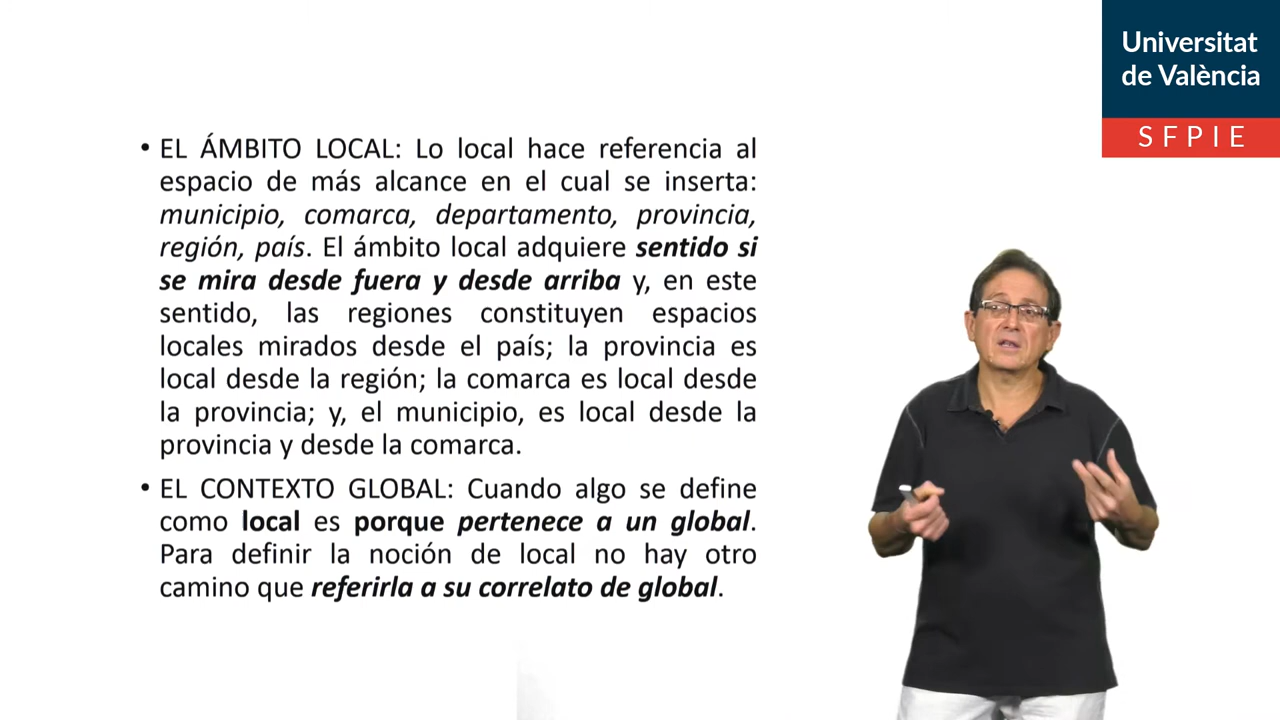 Universitat
de València
SFPIE
• EL ÁMBITO LOCAL: Lo local hace referencia al
espacio de más alcance en el cual se inserta:
municipio, comarca, departamento, provincia,
región, país. El ámbito local adquiere sentido si
se mira desde fuera y desde arriba y, en este
sentido, las regiones constituyen espacios
locales mirados desde el país; la provincia es
local desde la región; la comarca es local desde
la provincia; y, el municipio, es local desde la
provincia y desde la comarca.
• EL CONTEXTO GLOBAL: Cuando algo se define
como local es porque pertenece a un global.
Para definir la noción de local no hay otro
camino que referirla a su correlato de global.